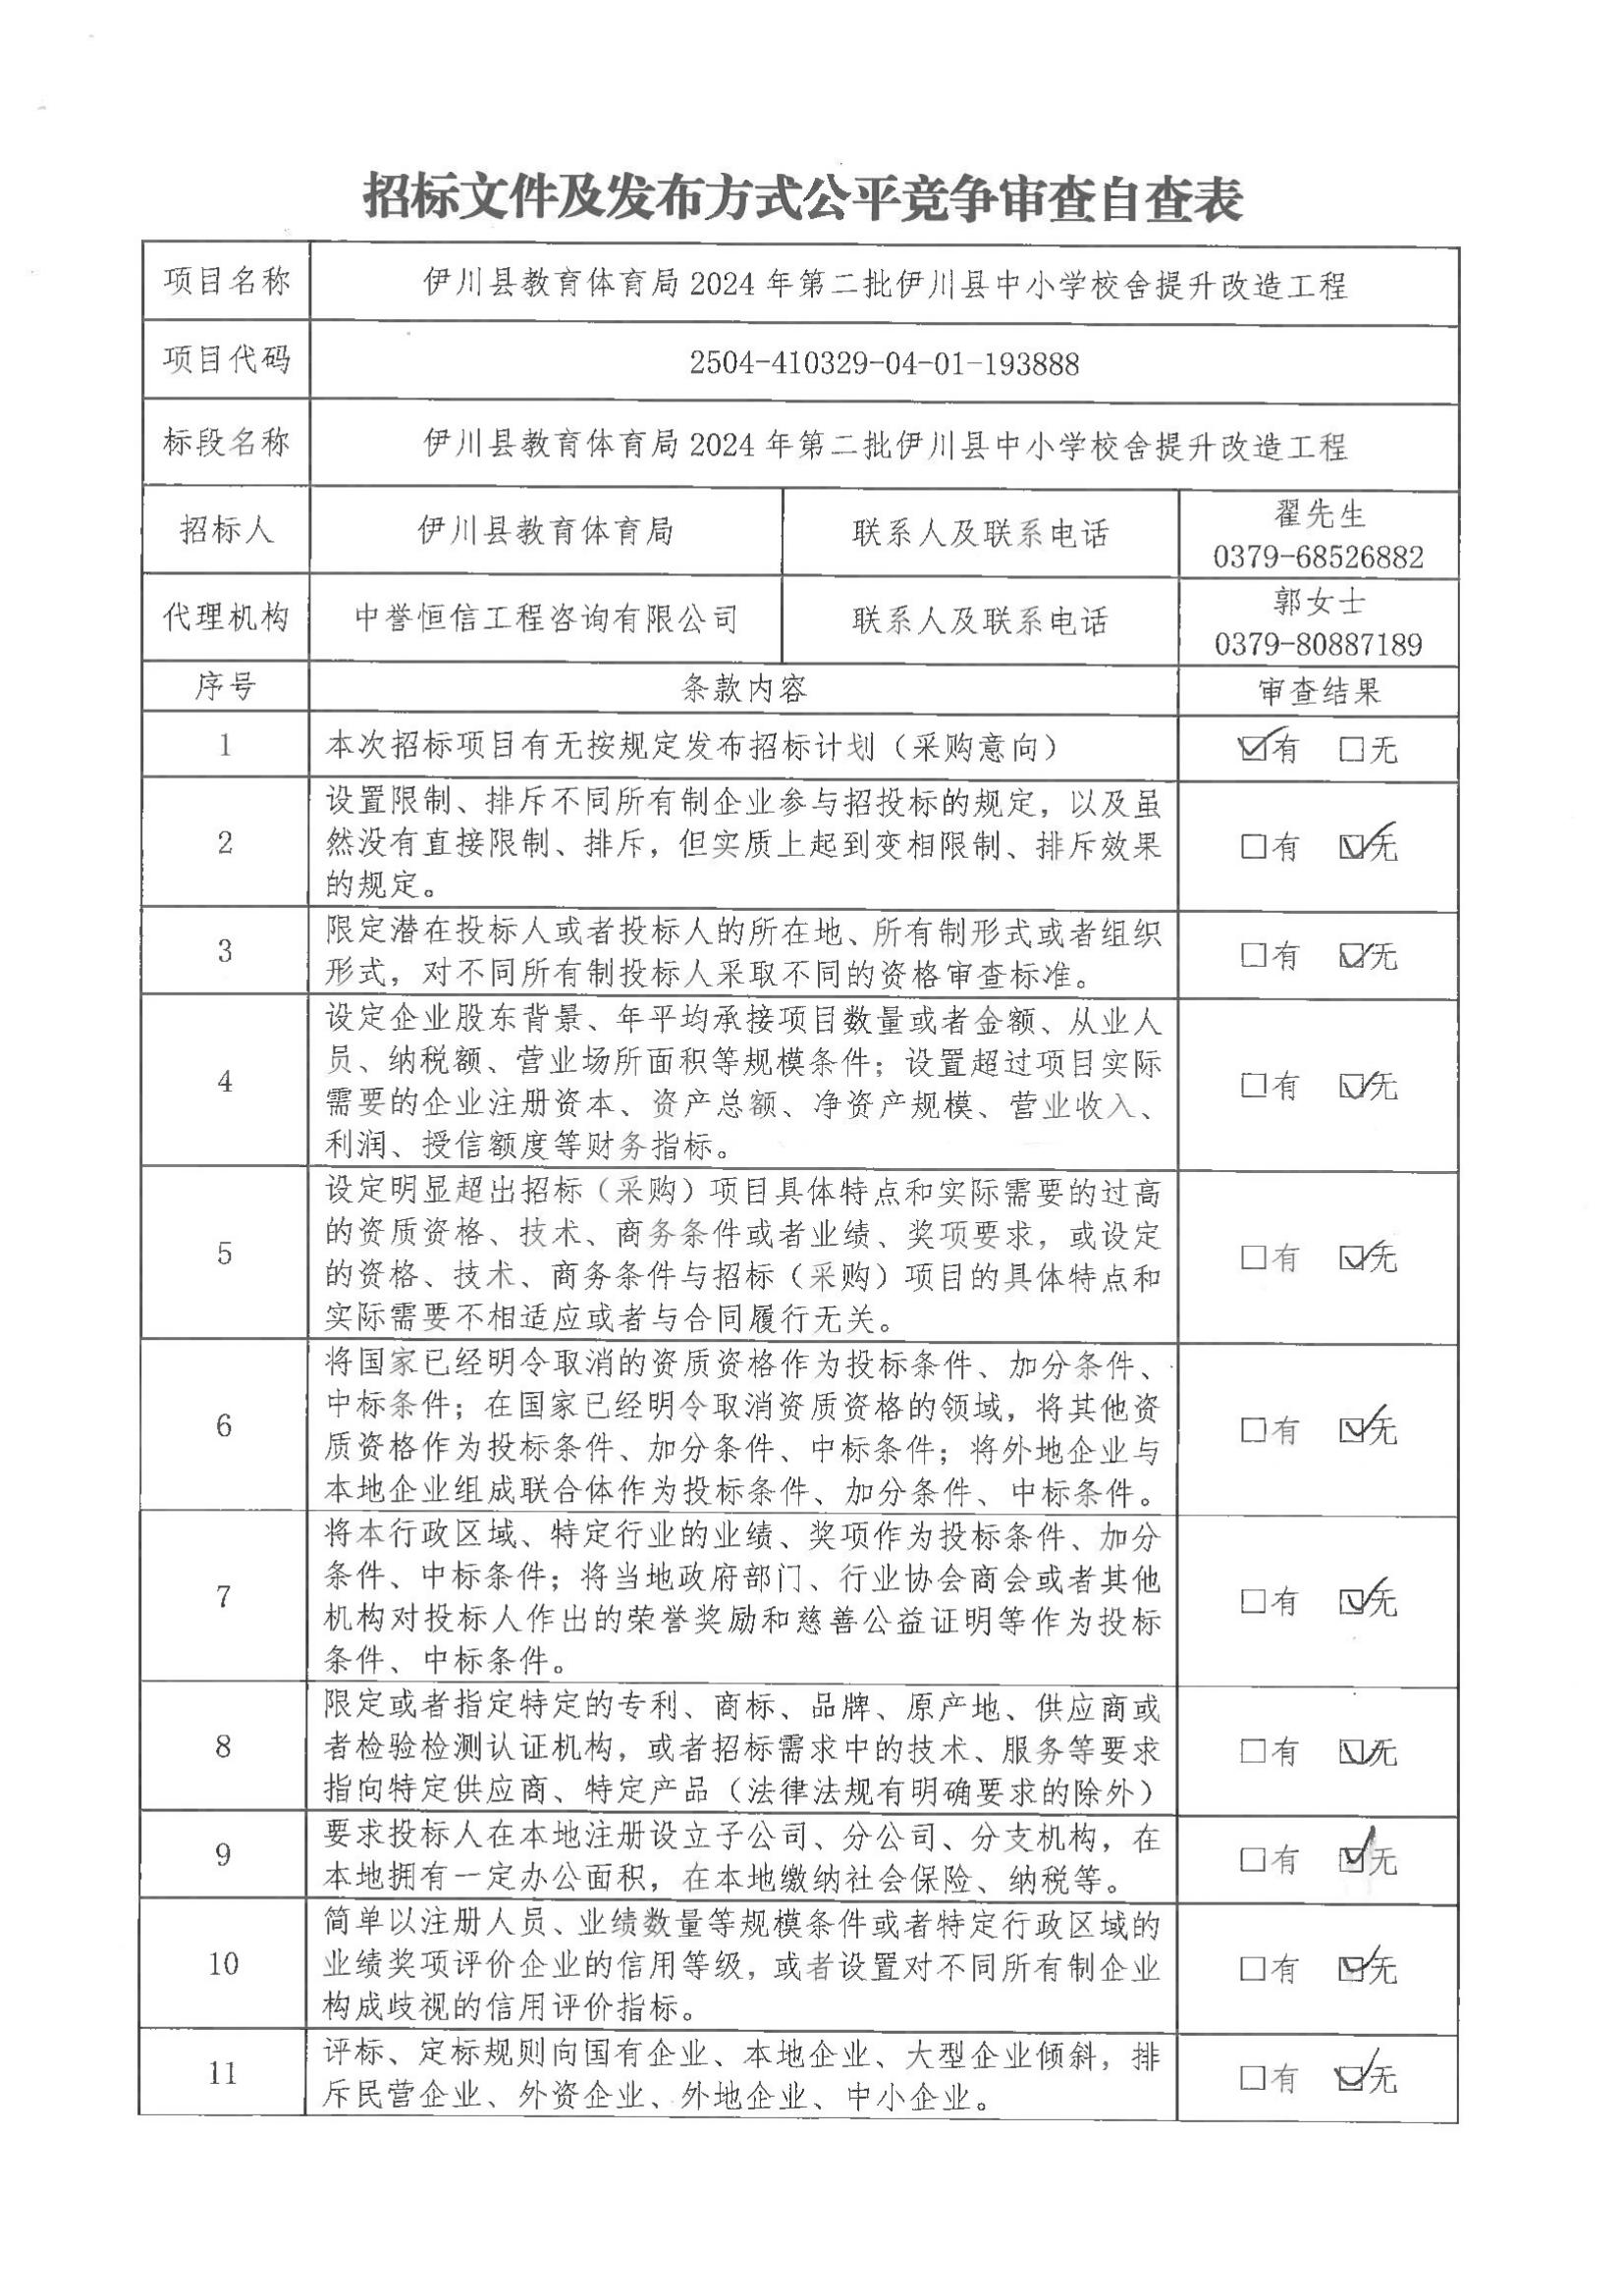 招标文件及发布方式公平竞争审查自查表
项目名称 伊川县教育体育局 2024 年第二批伊川县中小学校舍提升改造工程
项目代码 2504-410329-04-01-193888
标段名称 伊川县教育体育局 2024 年第二批伊川县中小学校舍提升改造工程
招标人 伊川县教育体育局 联系人及联系电话 翟先生
0379-68526882
代理机构 中誉恒信工程咨询有限公司 联系人及联系电话 郭女士
0379-80887189
序号 条款内容 审查结果
1 本次招标项目有无按规定发布招标计划（采购意向） ☑有 □无
设置限制、排斥不同所有制企业参与招投标的规定，以及虽
2 然没有直接限制、排斥，但实质上起到变相限制、排斥效果 □有 ☑无
的规定。
3 限定潜在投标人或者投标人的所在地、所有制形式或者组织 □有 ☑无
形式，对不同所有制投标人采取不同的资格审查标准。
设定企业股东背景、年平均承接项目数量或者金额、从业人
员、纳税额、营业场所面积等规模条件；设置超过项目实际
4 需要的企业注册资本、资产总额、净资产规模、营业收入、 □有 ☑无
利润、授信额度等财务指标。
设定明显超出招标（采购）项目具体特点和实际需要的过高
的资质资格、技术、商务条件或者业绩、奖项要求，或设定
5 的资格、技术、商务条件与招标（采购）项目的具体特点和 □有 ☑无
实际需要不相适应或者与合同履行无关。
将国家已经明令取消的资质资格作为投标条件、加分条件、
中标条件；在国家已经明令取消资质资格的领域，将其他资
6 质资格作为投标条件、加分条件、中标条件；将外地企业与 □有 ☑无
本地企业组成联合体作为投标条件、加分条件、中标条件。
将本行政区域、特定行业的业绩、奖项作为投标条件、加分
条件、中标条件；将当地政府部门、行业协会商会或者其他
7 机构对投标人作出的荣誉奖励和慈善公益证明等作为投标 □有 ☑无
条件、中标条件。
限定或者指定特定的专利、商标、品牌、原产地、供应商或
8 者检验检测认证机构，或者招标需求中的技术、服务等要求 □有 ☑无
指向特定供应商、特定产品（法律法规有明确要求的除外）
9 要求投标人在本地注册设立子公司、分公司、分支机构，在 □有 ☑无
本地拥有一定办公面积，在本地缴纳社会保险、纳税等。
简单以注册人员、业绩数量等规模条件或者特定行政区域的
10 业绩奖项评价企业的信用等级，或者设置对不同所有制企业 □有 ☑无
构成歧视的信用评价指标。
11 评标、定标规则向国有企业、本地企业、大型企业倾斜，排 □有 ☑无
斥民营企业、外资企业、外地企业、中小企业。